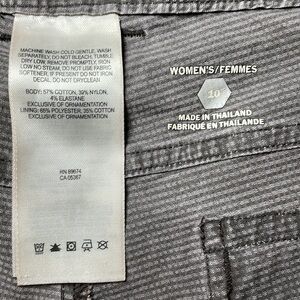 MACHINE WASH COLD GENTLE, WASH
SEPARATELY, DO NOT BLEACH, TUMBLE
DRY LOW, REMOVE PROMPTLY, IRON
LOW NO STEAM, DO NOT USE FABRIC
SOFTENER, IF PRESENT DO NOT IRON
DECAL, DO NOT DRYCLEAN
BODY: 57% COTTON, 39% NYLON,
4% ELASTANE,
EXCLUSIVE OF ORNAMENTATION
LINING: 65% POLYESTER, 35% COTTON
EXCLUSIVE OF ORNAMENTATION
RN 89674
CA 05367
WOMEN'S/FEMMES
10
MADE IN THAILAND
FABRIQUÉ EN THAÏLANDE